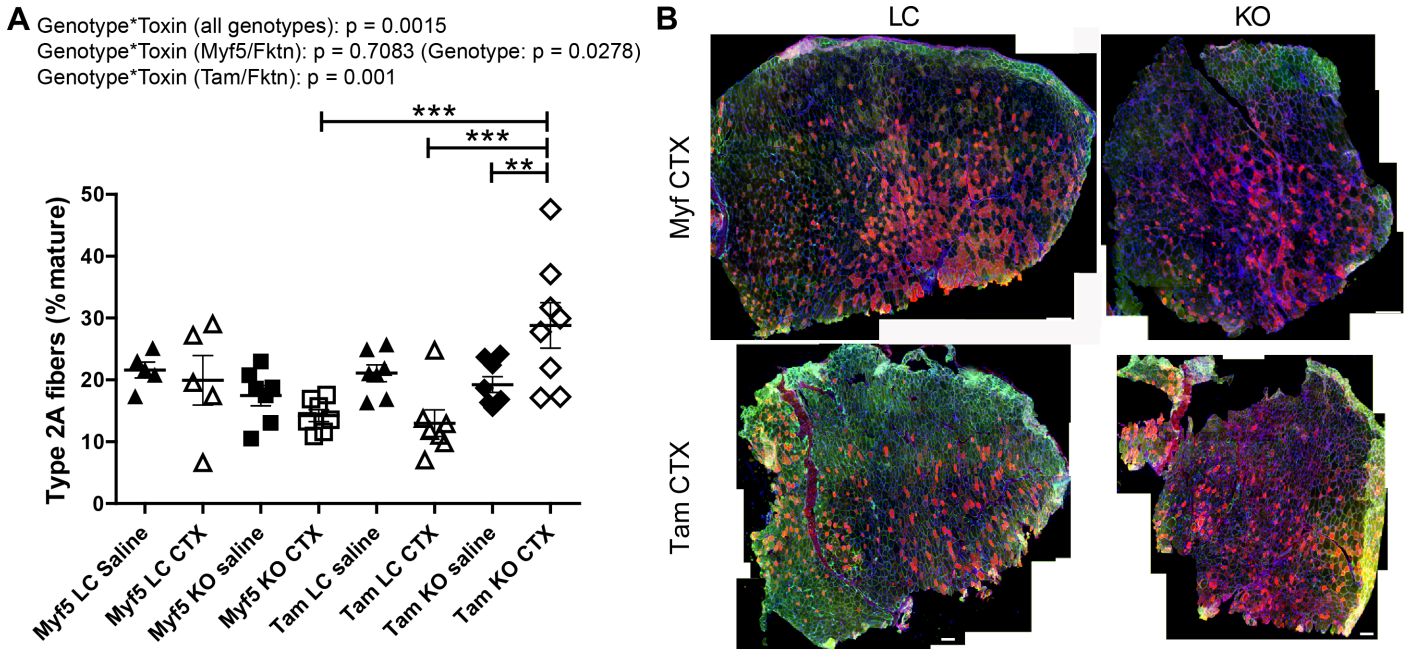 A
Genotype*Toxin (all genotypes): p = 0.0015
Genotype*Toxin (Myf5/Fktn): p = 0.7083 (Genotype: p = 0.0278)
Genotype*Toxin (Tam/Fktn): p = 0.001
***
***
**
Type 2A fibers (%mature)
50
40
30
20
10
0
Myf5 LC Saline
Myf5 LC CTX
Myf5 KO saline
Myf5 KO CTX
Tam LC saline
Tam LC CTX
Tam KO saline
Tam KO CTX
B
LC
KO
Myf CTX
Tam CTX